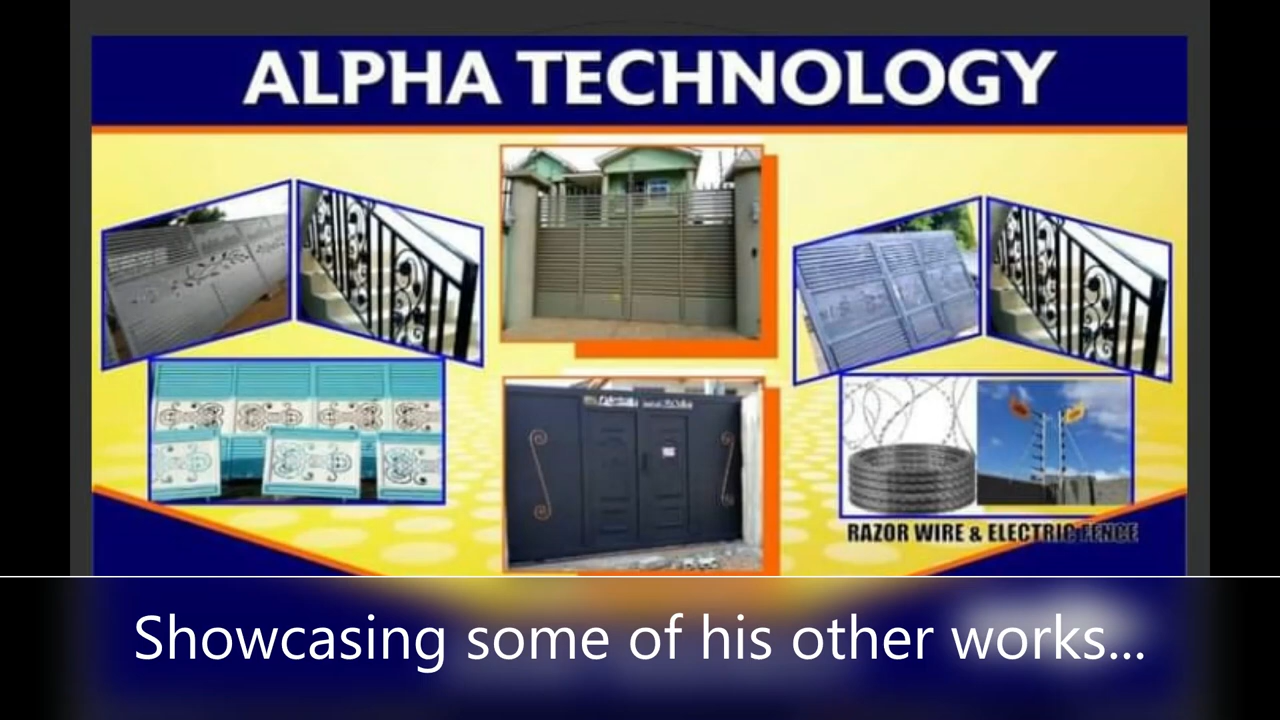 ALPHA TECHNOLOGY
RAZOR WIRE & ELECTRIC FENCE
Showcasing some of his other works...